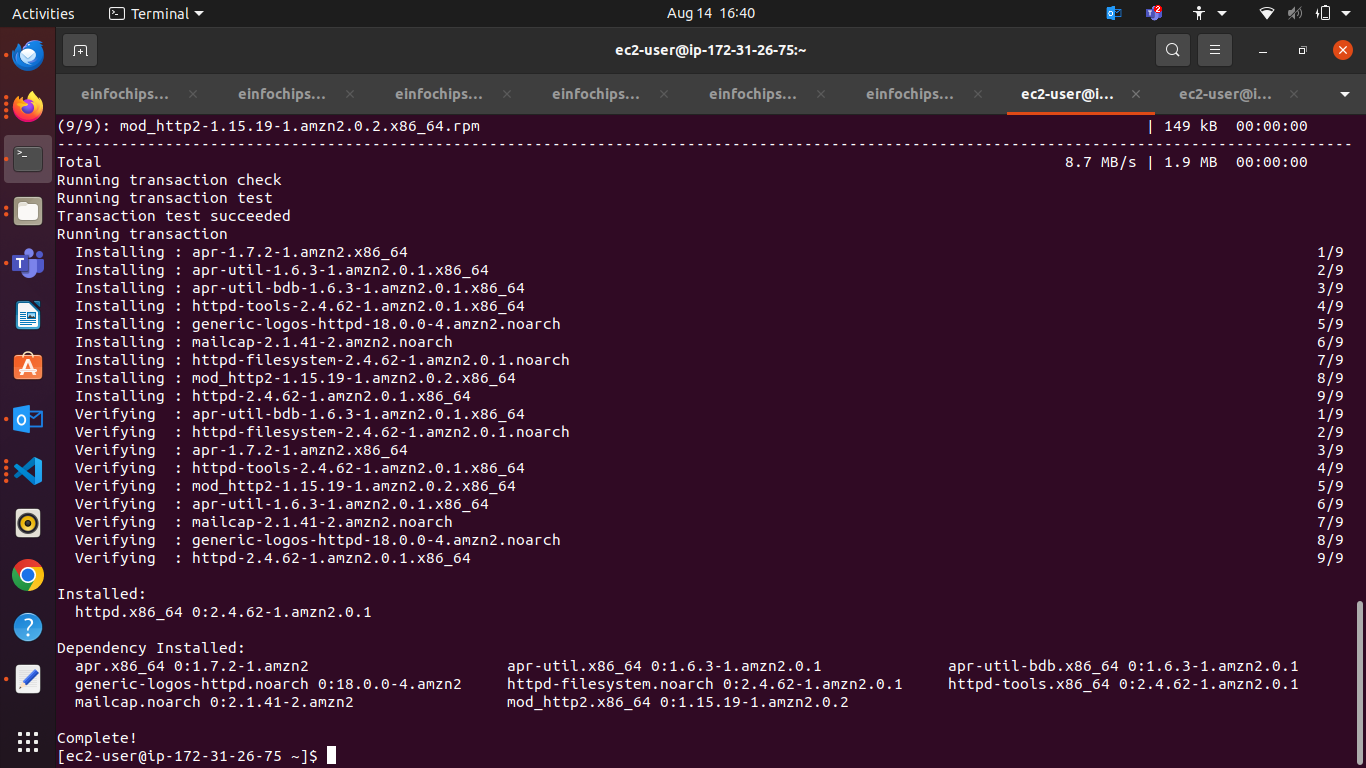 Activities Terminal Aug 14 16:40 2
ec2-user@ip-172-31-26-75:~
einfochips... einfochips... einfochips... einfochips... einfochips... einfochips... ec2-user@i... ec2-user@i...
(9/9): mod_http2-1.15.19-1.amzn2.0.2.x86_64.rpm | 149 kB 00:00:00
--------------------------------------------------------------------------------
Total 8.7 MB/s | 1.9 MB 00:00:00
Running transaction check
Running transaction test
Transaction test succeeded
Running transaction
Installing : apr-1.7.2-1.amzn2.x86_64 1/9
Installing : apr-util-1.6.3-1.amzn2.0.1.x86_64 2/9
Installing : apr-util-bdb-1.6.3-1.amzn2.0.1.x86_64 3/9
Installing : httpd-tools-2.4.62-1.amzn2.0.1.x86_64 4/9
Installing : generic-logos-httpd-18.0.0-4.amzn2.noarch 5/9
Installing : mailcap-2.1.41-2.amzn2.noarch 6/9
Installing : httpd-filesystem-2.4.62-1.amzn2.0.1.noarch 7/9
Installing : mod_http2-1.15.19-1.amzn2.0.2.x86_64 8/9
Installing : httpd-2.4.62-1.amzn2.0.1.x86_64 9/9
Verifying : apr-util-bdb-1.6.3-1.amzn2.0.1.x86_64 1/9
Verifying : httpd-filesystem-2.4.62-1.amzn2.0.1.noarch 2/9
Verifying : apr-1.7.2-1.amzn2.x86_64 3/9
Verifying : httpd-tools-2.4.62-1.amzn2.0.1.x86_64 4/9
Verifying : mod_http2-1.15.19-1.amzn2.0.2.x86_64 5/9
Verifying : apr-util-1.6.3-1.amzn2.0.1.x86_64 6/9
Verifying : mailcap-2.1.41-2.amzn2.noarch 7/9
Verifying : generic-logos-httpd-18.0.0-4.amzn2.noarch 8/9
Verifying : httpd-2.4.62-1.amzn2.0.1.x86_64 9/9
Installed:
httpd.x86_64 0:2.4.62-1.amzn2.0.1
Dependency Installed:
apr.x86_64 0:1.7.2-1.amzn2 apr-util.x86_64 0:1.6.3-1.amzn2.0.1 apr-util-bdb.x86_64 0:1.6.3-1.amzn2.0.1
generic-logos-httpd.noarch 0:18.0.0-4.amzn2 httpd-filesystem.noarch 0:2.4.62-1.amzn2.0.1 httpd-tools.x86_64 0:2.4.62-1.amzn2.0.1
mailcap.noarch 0:2.1.41-2.amzn2 mod_http2.x86_64 0:1.15.19-1.amzn2.0.2
Complete!
[ec2-user@ip-172-31-26-75 ~]$